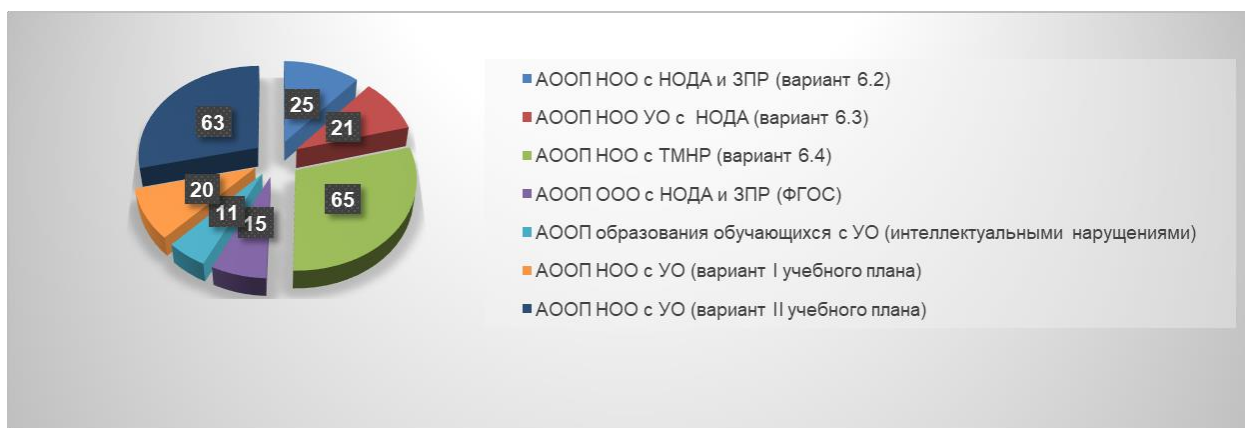 25
21
65
15
11
20
63
АООП НОО с НОДА и ЗПР (вариант 6.2)
АООП НОО УО с НОДА (вариант 6.3)
АООП НОО с ТМНР (вариант 6.4)
АООП ООО с НОДА и ЗПР (ФГОС)
АООП образования обучающихся с УО (интеллектуальными нарушениями)
АООП НОО с УО (вариант I учебного плана)
АООП НОО с УО (вариант II учебного плана)